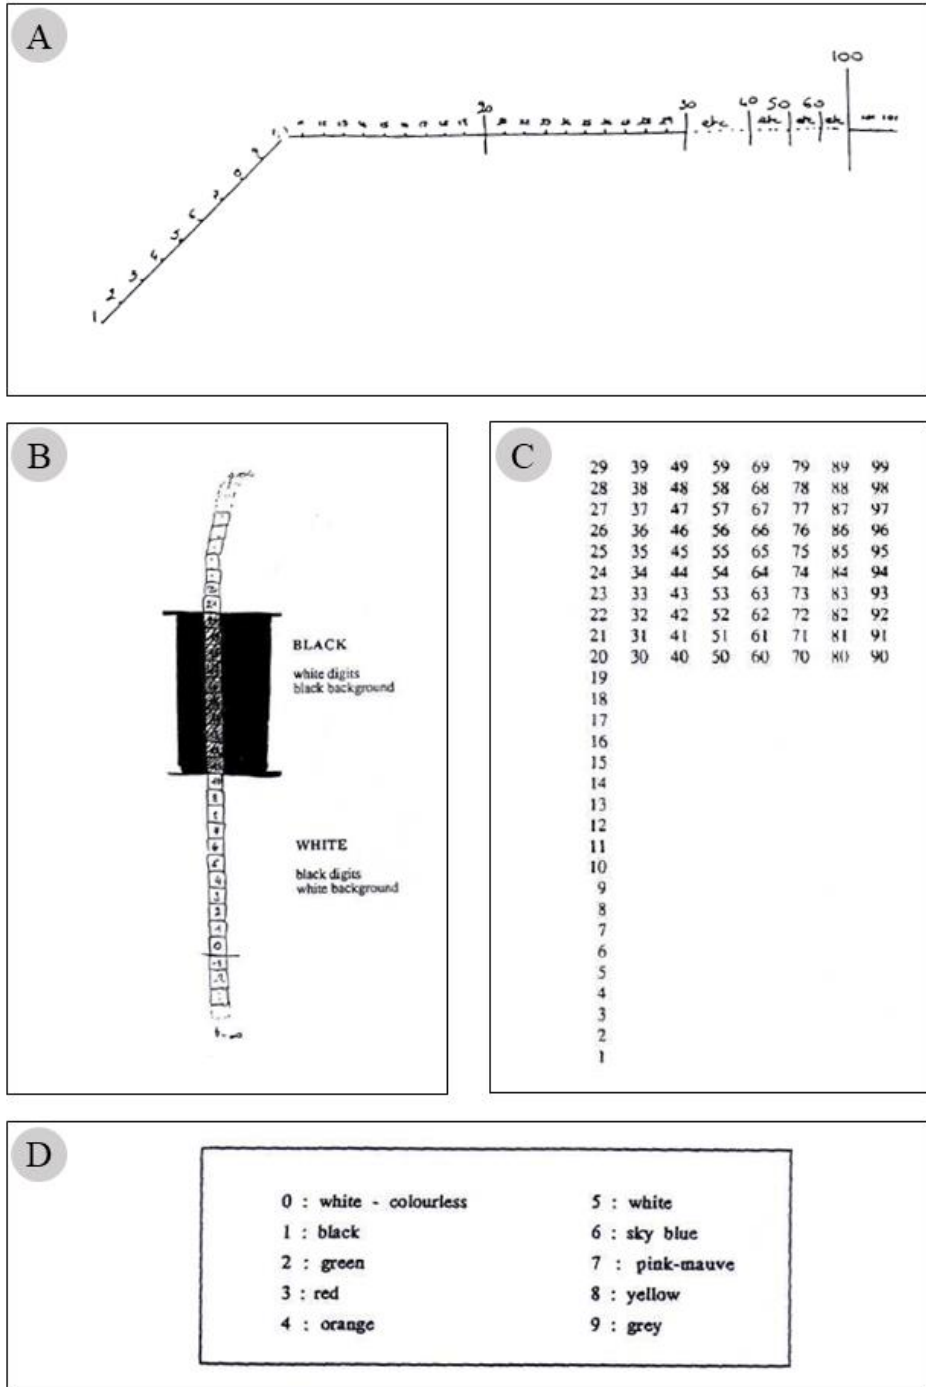 A
100
20 30 40 50 60
etc etc etc etc
9
7
6
5
4
3
2
1
B
BLACK
white digits
black background
WHITE
black digits
white background
6
5
4
3
2
1
0
C
29 39 49 59 69 79 89 99
28 38 48 58 68 78 88 98
27 37 47 57 67 77 87 97
26 36 46 56 66 76 86 96
25 35 45 55 65 75 85 95
24 34 44 54 64 74 84 94
23 33 43 53 63 73 83 93
22 32 42 52 62 72 82 92
21 31 41 51 61 71 81 91
20 30 40 50 60 70 80 90
19
18
17
16
15
14
13
12
11
10
9
8
7
6
5
4
3
2
1
D
0 : white - colourless
1 : black
2 : green
3 : red
4 : orange
5 : white
6 : sky blue
7 : pink-mauve
8 : yellow
9 : grey